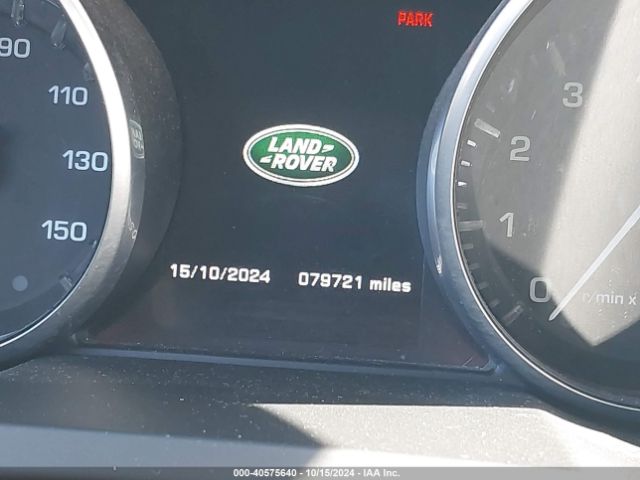 PARK
90
110
130
150
LAND-
-ROVER
15/10/2024 079721 miles
3
2
1
0
r/min x
000-40575640 - 10/15/2024 - IAA Inc.